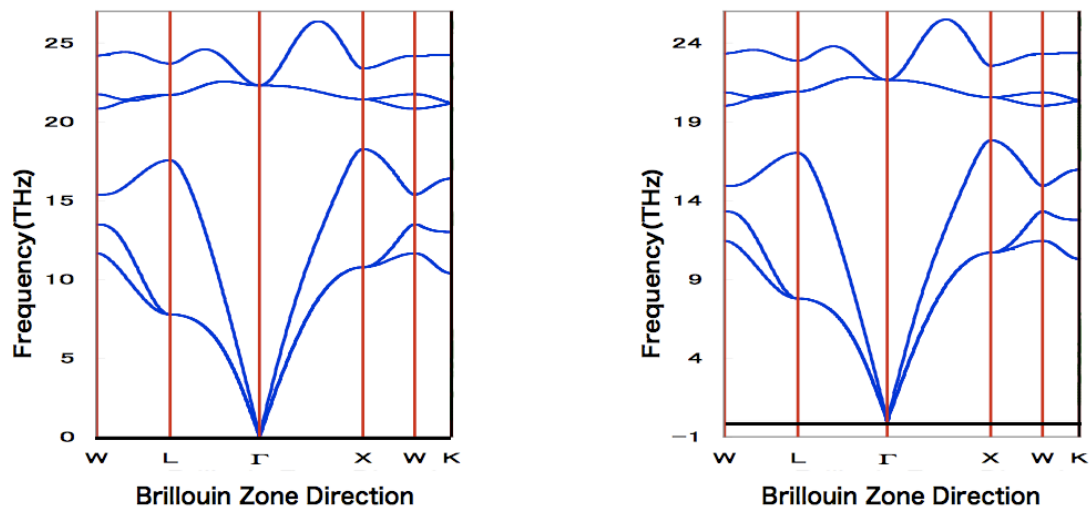 25
20
15
10
5
0
Frequency(THz)
W L Γ X W K
Brillouin Zone Direction
24
19
14
9
4
−1
Frequency(THz)
W L Γ X W K
Brillouin Zone Direction